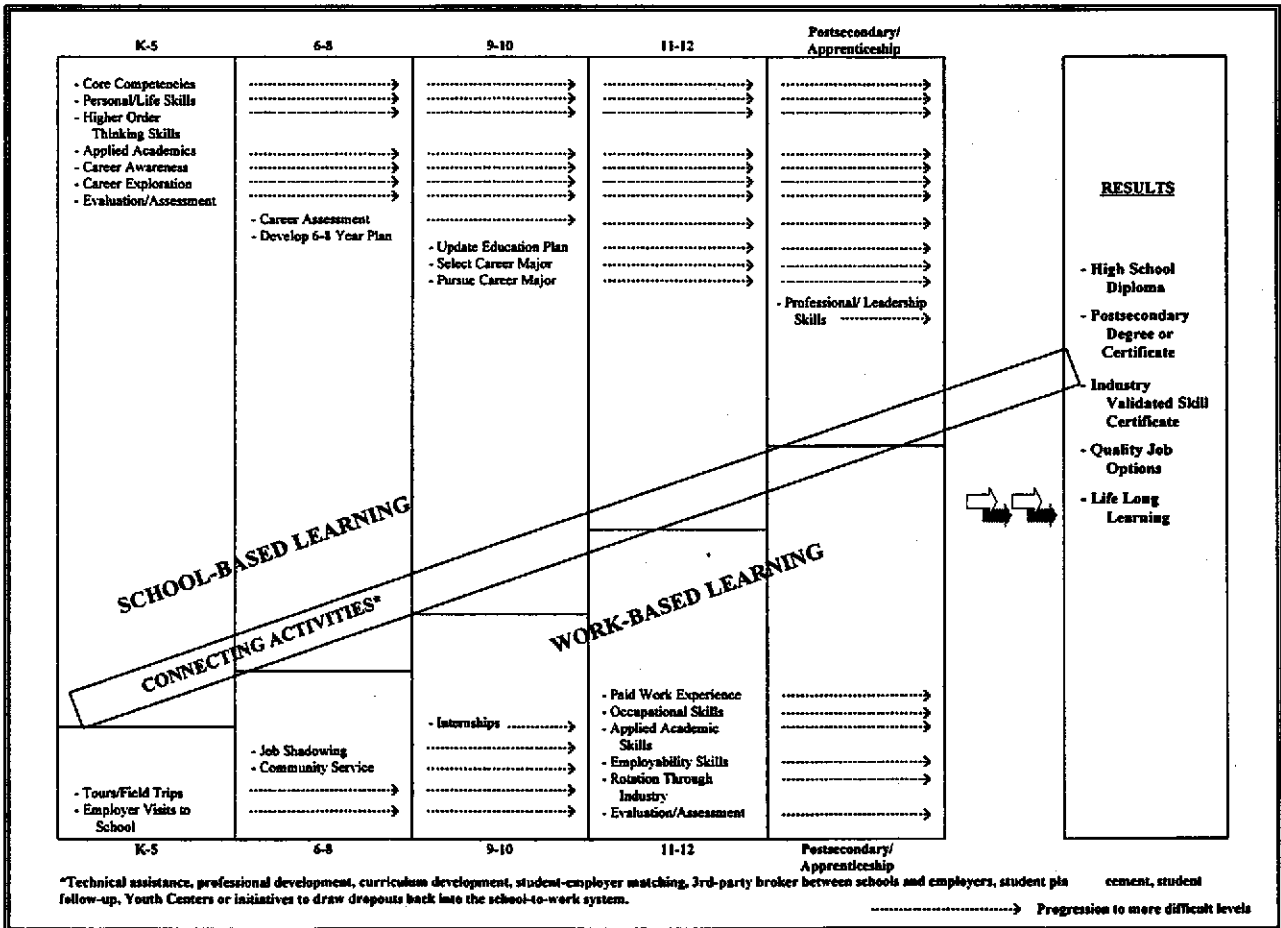 K-5
6-8
9-10
11-12
Postsecondary/
Apprenticeship
- Core Competencies
- Personal/Life Skills
- Higher Order
Thinking Skills
- Applied Academics
- Career Awareness
- Career Exploration
- Evaluation/Assessment
- Career Assessment
- Develop 6-8 Year Plan
- Update Education Plan
- Select Career Major
- Pursue Career Major
- Professional/ Leadership
Skills
RESULTS
- High School
Diploma
- Postsecondary
Degree or
Certificate
- Industry
Validated Skill
Certificate
- Quality Job
Options
- Life Long
Learning
SCHOOL-BASED LEARNING
CONNECTING ACTIVITIES*
WORK-BASED LEARNING
- Tours/Field Trips
- Employer Visits to
School
- Job Shadowing
- Community Service
- Internships
- Paid Work Experience
- Occupational Skills
- Applied Academic
Skills
- Employability Skills
- Rotation Through
Industry
- Evaluation/Assessment
K-5
6-8
9-10
11-12
Postsecondary/
Apprenticeship
*Technical assistance, professional development, curriculum development, student-employer matching, 3rd-party broker between schools and employers, student pla cement, student
follow-up, Youth Centers or initiatives to draw dropouts back into the school-to-work system.
Progression to more difficult levels